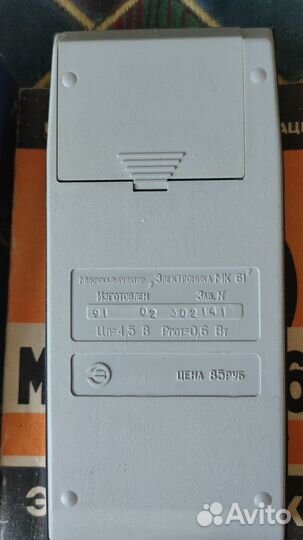 Микрокалькулятор „Электроника МК 61"
Изготовлен Зав.N
91 02 302141
Uп=4,5 В Pпот=0,6 Вт
ЦЕНА 85РУБ
Avito